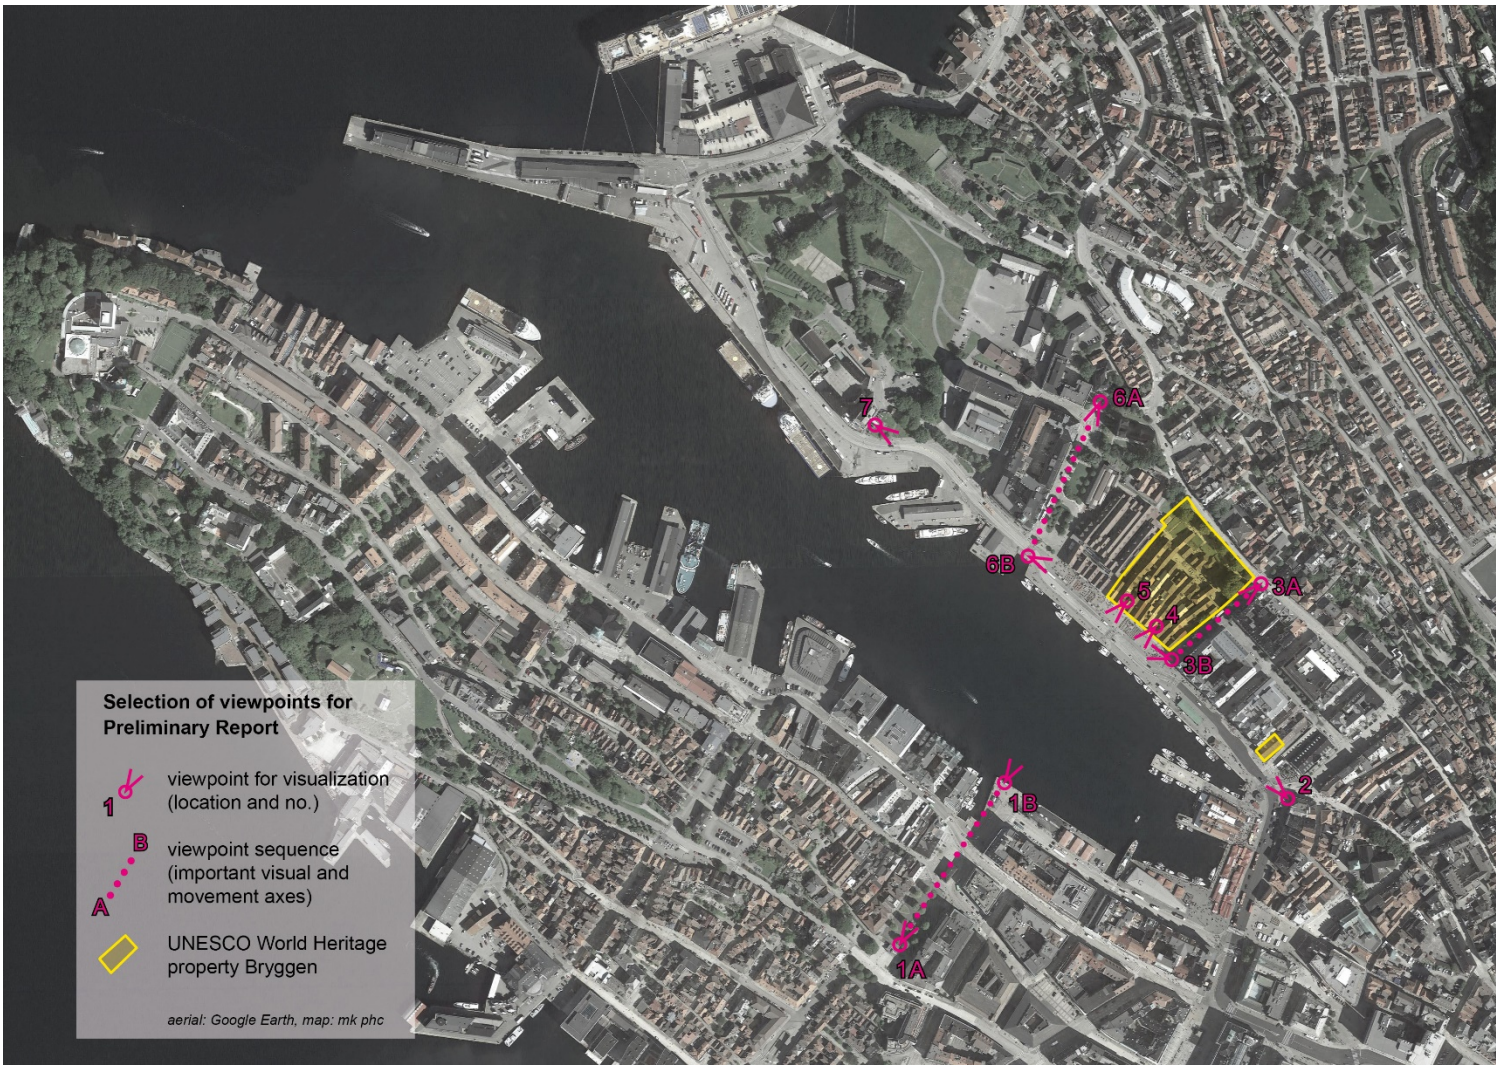 7
6A
6B
5
3A
4
3B
2
1B
1A
Selection of viewpoints for
Preliminary Report
viewpoint for visualization
(location and no.)
1
B
viewpoint sequence
(important visual and
movement axes)
A
UNESCO World Heritage
property Bryggen
aerial: Google Earth, map: mk phc